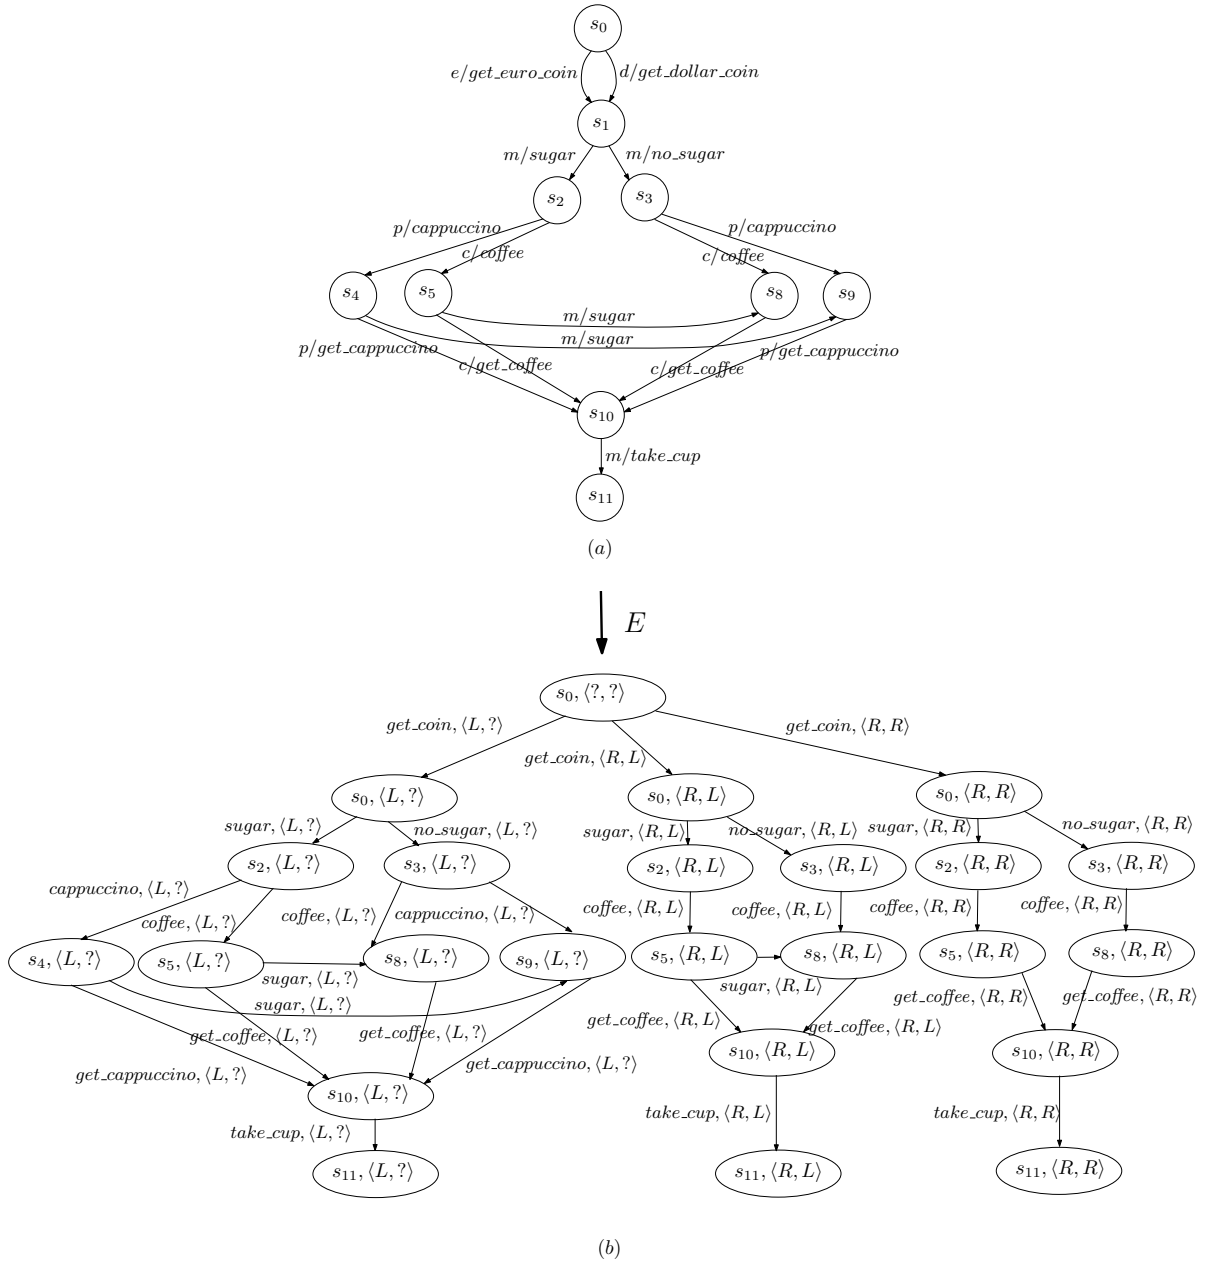 s₀
e/get_euro_coin d/get_dollar_coin
s₁
m/sugar m/no_sugar
s₂ s₃
p/cappuccino p/cappuccino
c/coffee c/coffee
s₄ s₅ s₈ s₉
m/sugar
m/sugar
p/get_cappuccino p/get_cappuccino
c/get_coffee c/get_coffee
s₁₀
m/take_cup
s₁₁
(a)
E
s₀, ⟨?, ?⟩
get_coin, ⟨L, ?⟩ get_coin, ⟨R, R⟩
get_coin, ⟨R, L⟩
s₀, ⟨L, ?⟩ s₀, ⟨R, L⟩ s₀, ⟨R, R⟩
sugar, ⟨L, ?⟩ no_sugar, ⟨L, ?⟩ sugar, ⟨R, L⟩ no_sugar, ⟨R, L⟩ sugar, ⟨R, R⟩ no_sugar, ⟨R, R⟩
s₂, ⟨L, ?⟩ s₃, ⟨L, ?⟩ s₂, ⟨R, L⟩ s₃, ⟨R, L⟩ s₂, ⟨R, R⟩ s₃, ⟨R, R⟩
cappuccino, ⟨L, ?⟩
coffee, ⟨L, ?⟩ coffee, ⟨L, ?⟩ cappuccino, ⟨L, ?⟩ coffee, ⟨R, L⟩ coffee, ⟨R, L⟩ coffee, ⟨R, R⟩ coffee, ⟨R, R⟩
s₄, ⟨L, ?⟩ s₅, ⟨L, ?⟩ s₈, ⟨L, ?⟩ s₉, ⟨L, ?⟩ s₅, ⟨R, L⟩ s₈, ⟨R, L⟩ s₅, ⟨R, R⟩ s₈, ⟨R, R⟩
sugar, ⟨L, ?⟩ sugar, ⟨R, L⟩
sugar, ⟨L, ?⟩ get_coffee, ⟨R, R⟩ get_coffee, ⟨R, R⟩
get_coffee, ⟨L, ?⟩ get_coffee, ⟨L, ?⟩ get_coffee, ⟨R, L⟩ get_coffee, ⟨R, L⟩
s₁₀, ⟨R, L⟩ s₁₀, ⟨R, R⟩
get_cappuccino, ⟨L, ?⟩ get_cappuccino, ⟨L, ?⟩
s₁₀, ⟨L, ?⟩
take_cup, ⟨L, ?⟩ take_cup, ⟨R, L⟩ take_cup, ⟨R, R⟩
s₁₁, ⟨L, ?⟩ s₁₁, ⟨R, L⟩ s₁₁, ⟨R, R⟩
(b)